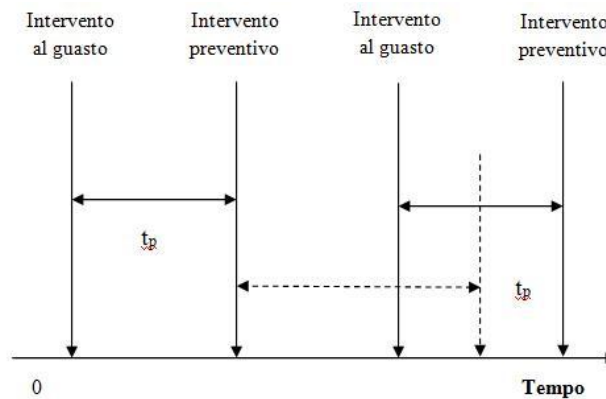 Intervento
al guasto
Intervento
preventivo
Intervento
al guasto
Intervento
preventivo
tp
tp
0
Tempo